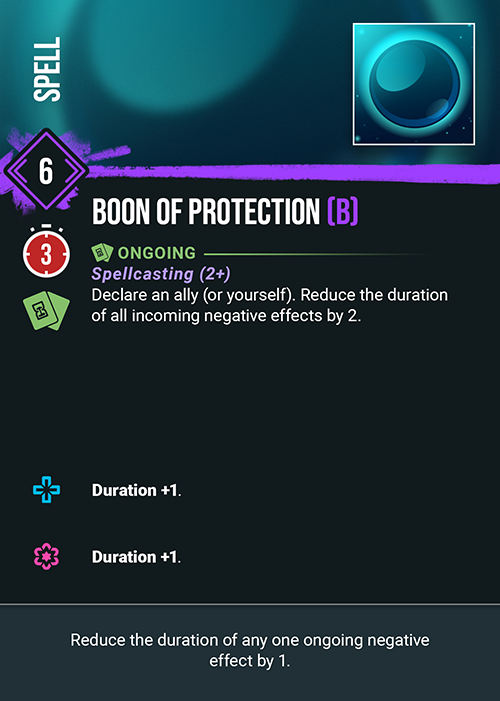 SPELL
6
BOON OF PROTECTION (B)
3
ONGOING
Spellcasting (2+)
Declare an ally (or yourself). Reduce the duration
of all incoming negative effects by 2.
Duration +1.
Duration +1.
Reduce the duration of any one ongoing negative
effect by 1.